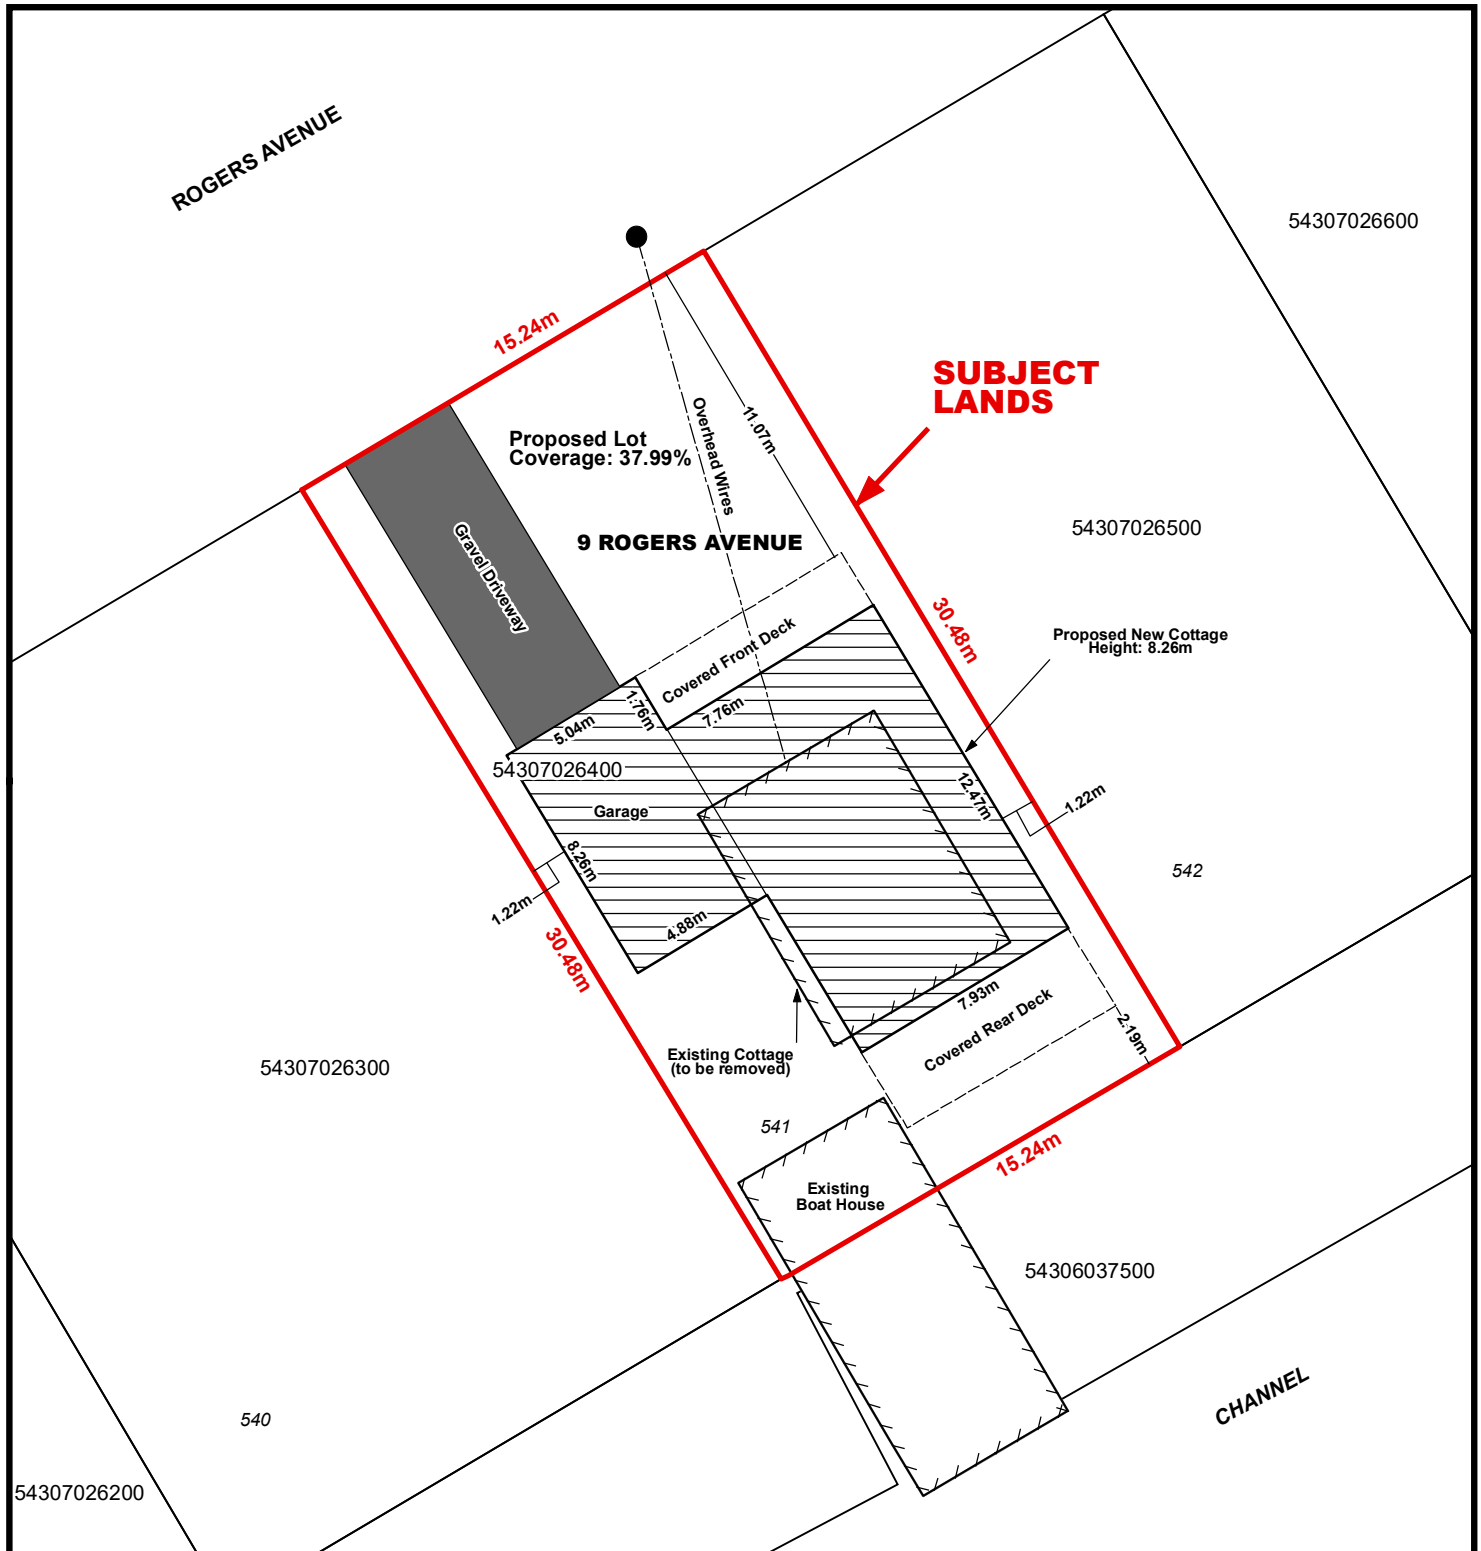 ROGERS AVENUE
54307026600
15.24m
SUBJECT
LANDS
Overhead Wires
11.07m
Proposed Lot
Coverage: 37.99%
Gravel Driveway
9 ROGERS AVENUE
54307026500
30.48m
Proposed New Cottage
Height: 8.26m
Covered Front Deck
1.76m
7.76m
5.04m
54307026400
Garage
12.47m
1.22m
8.26m
542
1.22m
4.88m
30.48m
7.93m
Covered Rear Deck
2.19m
Existing Cottage
(to be removed)
54307026300
541
15.24m
Existing
Boat House
54306037500
CHANNEL
540
54307026200